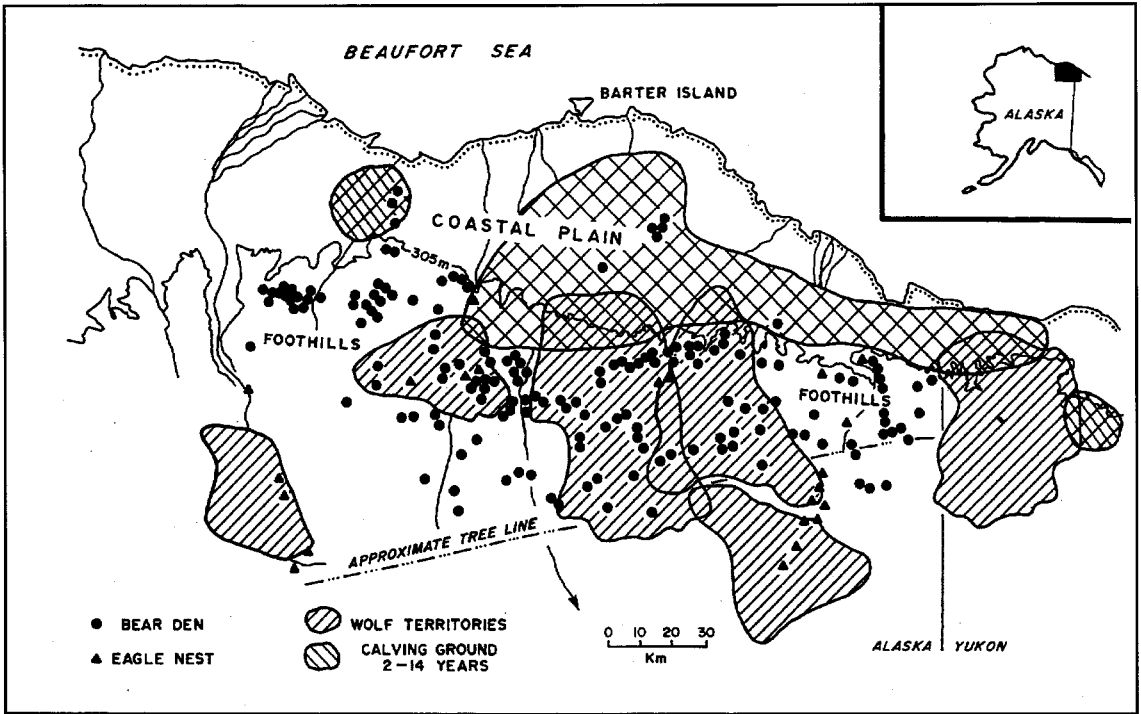 BEAUFORT SEA
BARTER ISLAND
ALASKA
COASTAL PLAIN
305m
FOOTHILLS
FOOTHILLS
APPROXIMATE TREE LINE
BEAR DEN
EAGLE NEST
WOLF TERRITORIES
CALVING GROUND
2-14 YEARS
0 10 20 30
Km
ALASKA YUKON